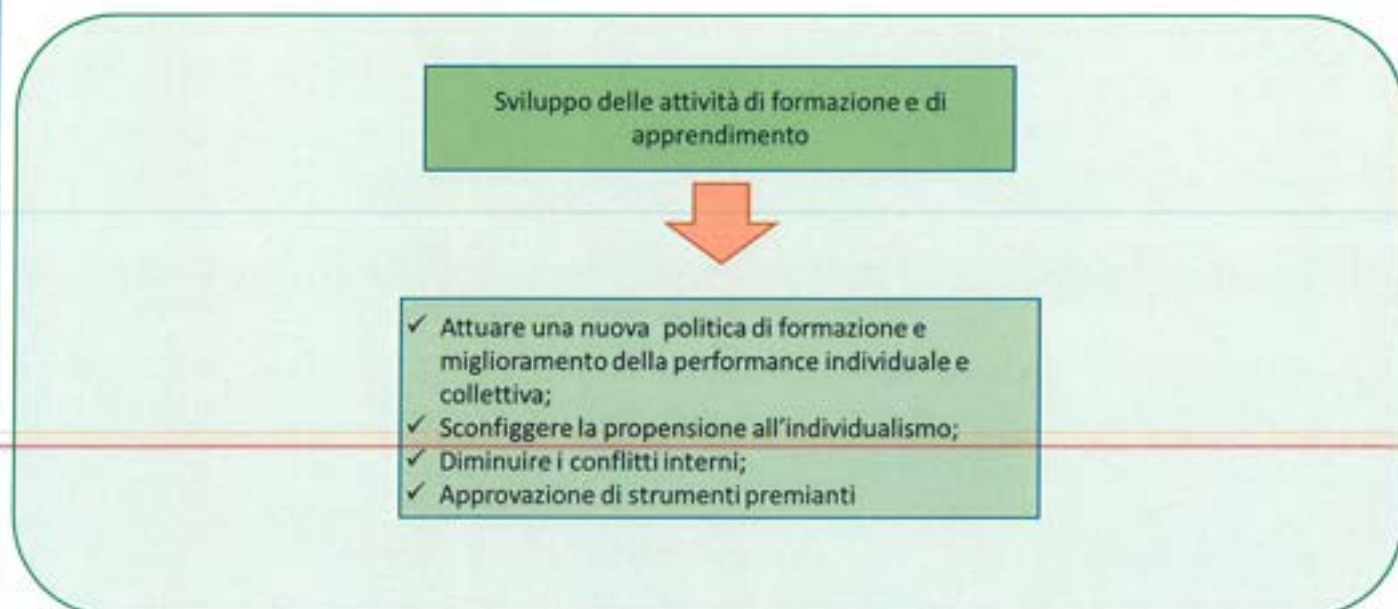 Sviluppo delle attività di formazione e di
apprendimento
✓ Attuare una nuova politica di formazione e
miglioramento della performance individuale e
collettiva;
✓ Sconfiggere la propensione all'individualismo;
✓ Diminuire i conflitti interni;
✓ Approvazione di strumenti premianti